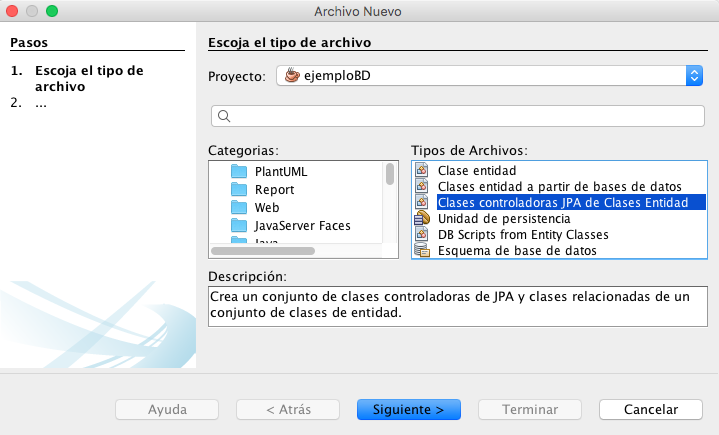 Archivo Nuevo
Pasos
1. Escoja el tipo de
archivo
2. ...
Escoja el tipo de archivo
Proyecto: ejemploBD
Categorías:
PlantUML
Report
Web
JavaServer Faces
Java
Tipos de Archivos:
Clase entidad
Clases entidad a partir de bases de datos
Clases controladoras JPA de Clases Entidad
Unidad de persistencia
DB Scripts from Entity Classes
Esquema de base de datos
Descripción:
Crea un conjunto de clases controladoras de JPA y clases relacionadas de un
conjunto de clases de entidad.
Ayuda
< Atrás
Siguiente >
Terminar
Cancelar